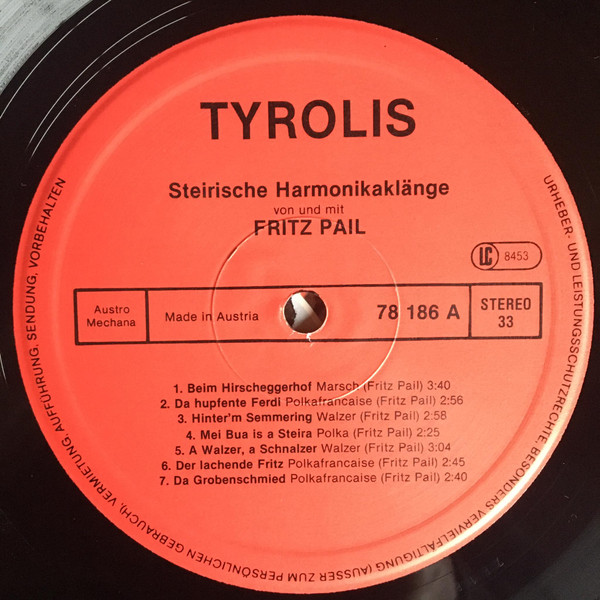 TYROLIS
Steirische Harmonikaklänge
von und mit
FRITZ PAIL
LC 8453
Austro
Mechana
Made in Austria
78 186 A
STEREO
33
1. Beim Hirscheggerhof Marsch (Fritz Pail) 3:40
2. Da hupfente Ferdi Polkafrancaise (Fritz Pail) 2:56
3. Hinter'm Semmering Walzer (Fritz Pail) 2:58
4. Mei Bua is a Steira Polka (Fritz Pail) 2:25
5. A Walzer, a Schnalzer Walzer (Fritz Pail) 3:04
6. Der lachende Fritz Polkafrancaise (Fritz Pail) 2:45
7. Da Grobenschmied Polkafrancaise (Fritz Pail) 2:40
URHEBER- UND LEISTUNGSSCHUTZRECHTE, BESONDERS VERVIELFÄLTIGUNG (AUSSER ZUM PERSÖNLICHEN GEBRAUCH), VERMIETUNG, AUFFÜHRUNG, SENDUNG, VORBEHALTEN